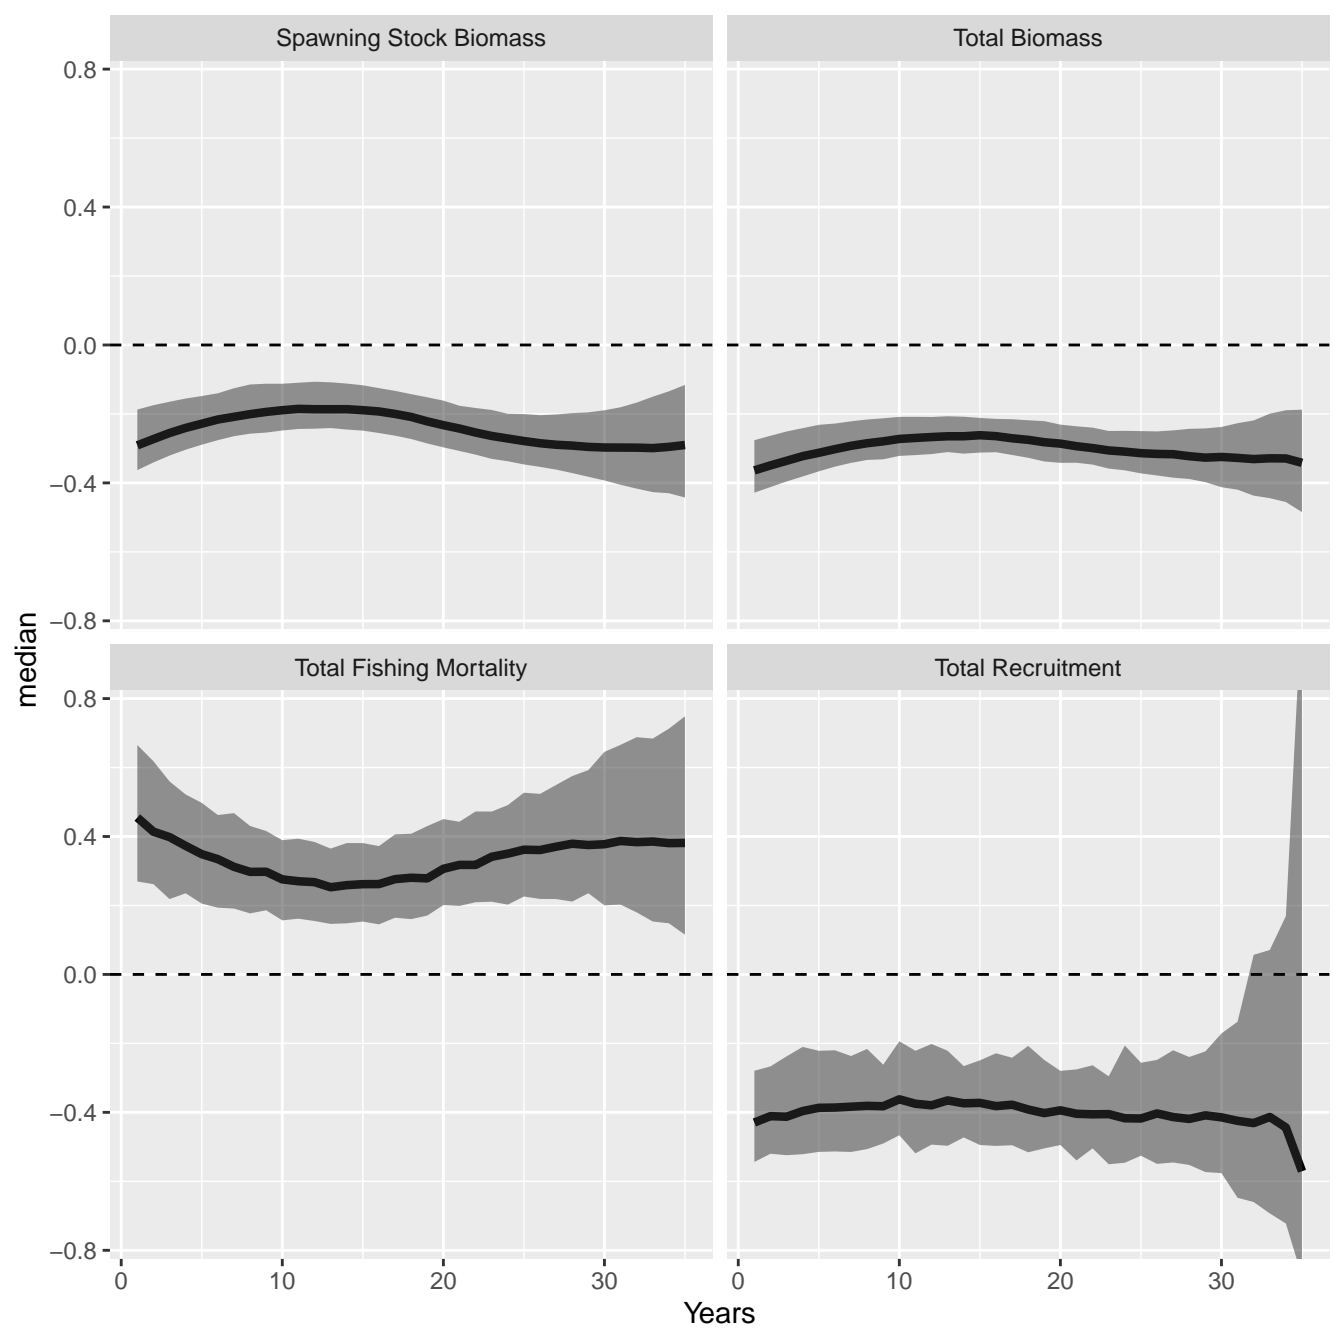 Spawning Stock Biomass
Total Biomass
0.8
0.4
0.0
−0.4
−0.8
median
Total Fishing Mortality
Total Recruitment
0.8
0.4
0.0
−0.4
−0.8
0 10 20 30
0 10 20 30
Years